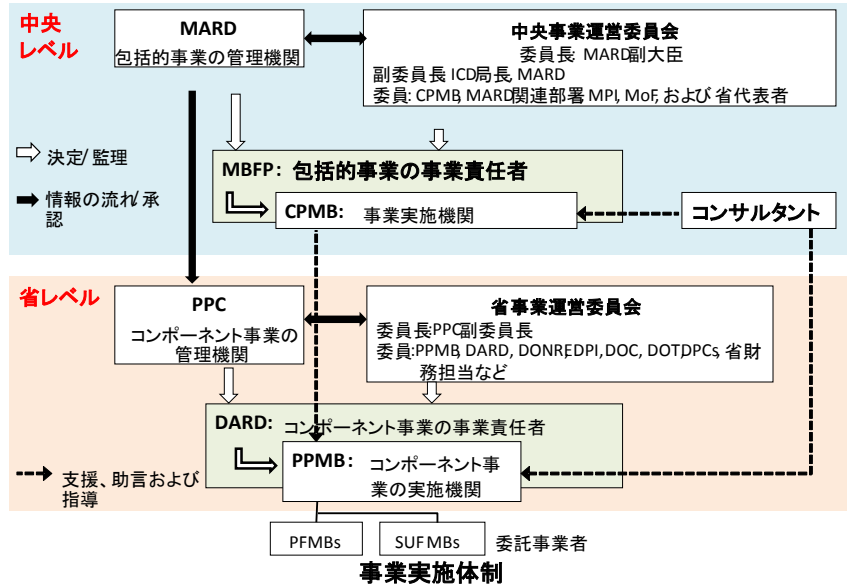 中央
レベル
MARD
包括的事業の管理機関
中央事業運営委員会
委員長: MARD副大臣
副委員長: ICD局長, MARD
委員: CPMB, MARD関連部署, MPI, MoF, および省代表者
決定/監理
情報の流れ/承
認
MBFP: 包括的事業の事業責任者
CPMB: 事業実施機関
コンサルタント
省レベル
PPC
コンポーネント事業の
管理機関
省事業運営委員会
委員長:PPC副委員長
委員:PPMB, DARD, DONRE,DPI, DOC, DOT,DPCs, 省財
務担当など
DARD: コンポーネント事業の事業責任者
PPMB: コンポーネント事
業の実施機関
支援、助言および
指導
PFMBs
SUFMBs
委託事業者
事業実施体制